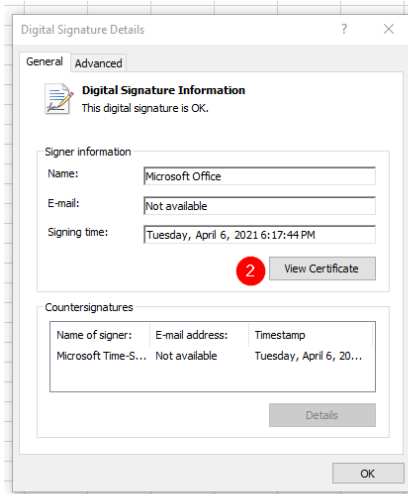 Digital Signature Details ? ×
General Advanced
Digital Signature Information
This digital signature is OK.
Signer information
Name: Microsoft Office
E-mail: Not available
Signing time: Tuesday, April 6, 2021 6:17:44 PM
2 View Certificate
Countersignatures
Name of signer: E-mail address: Timestamp
Microsoft Time-S... Not available Tuesday, April 6, 20...
Details
OK